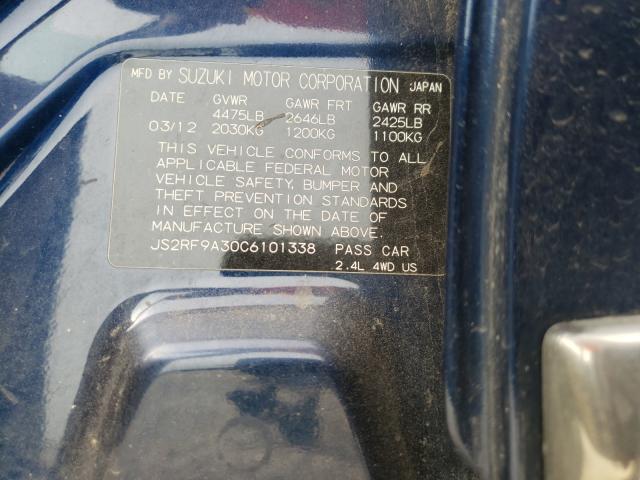 MFD BY SUZUKI MOTOR CORPORATION JAPAN
DATE GVWR GAWR FRT GAWR RR
4475LB 2646LB 2425LB
03/12 2030KG 1200KG 1100KG
THIS VEHICLE CONFORMS TO ALL
APPLICABLE FEDERAL MOTOR
VEHICLE SAFETY, BUMPER AND
THEFT PREVENTION STANDARDS
IN EFFECT ON THE DATE OF
MANUFACTURE SHOWN ABOVE.
JS2RF9A30C6101338 PASS CAR
2.4L 4WD US